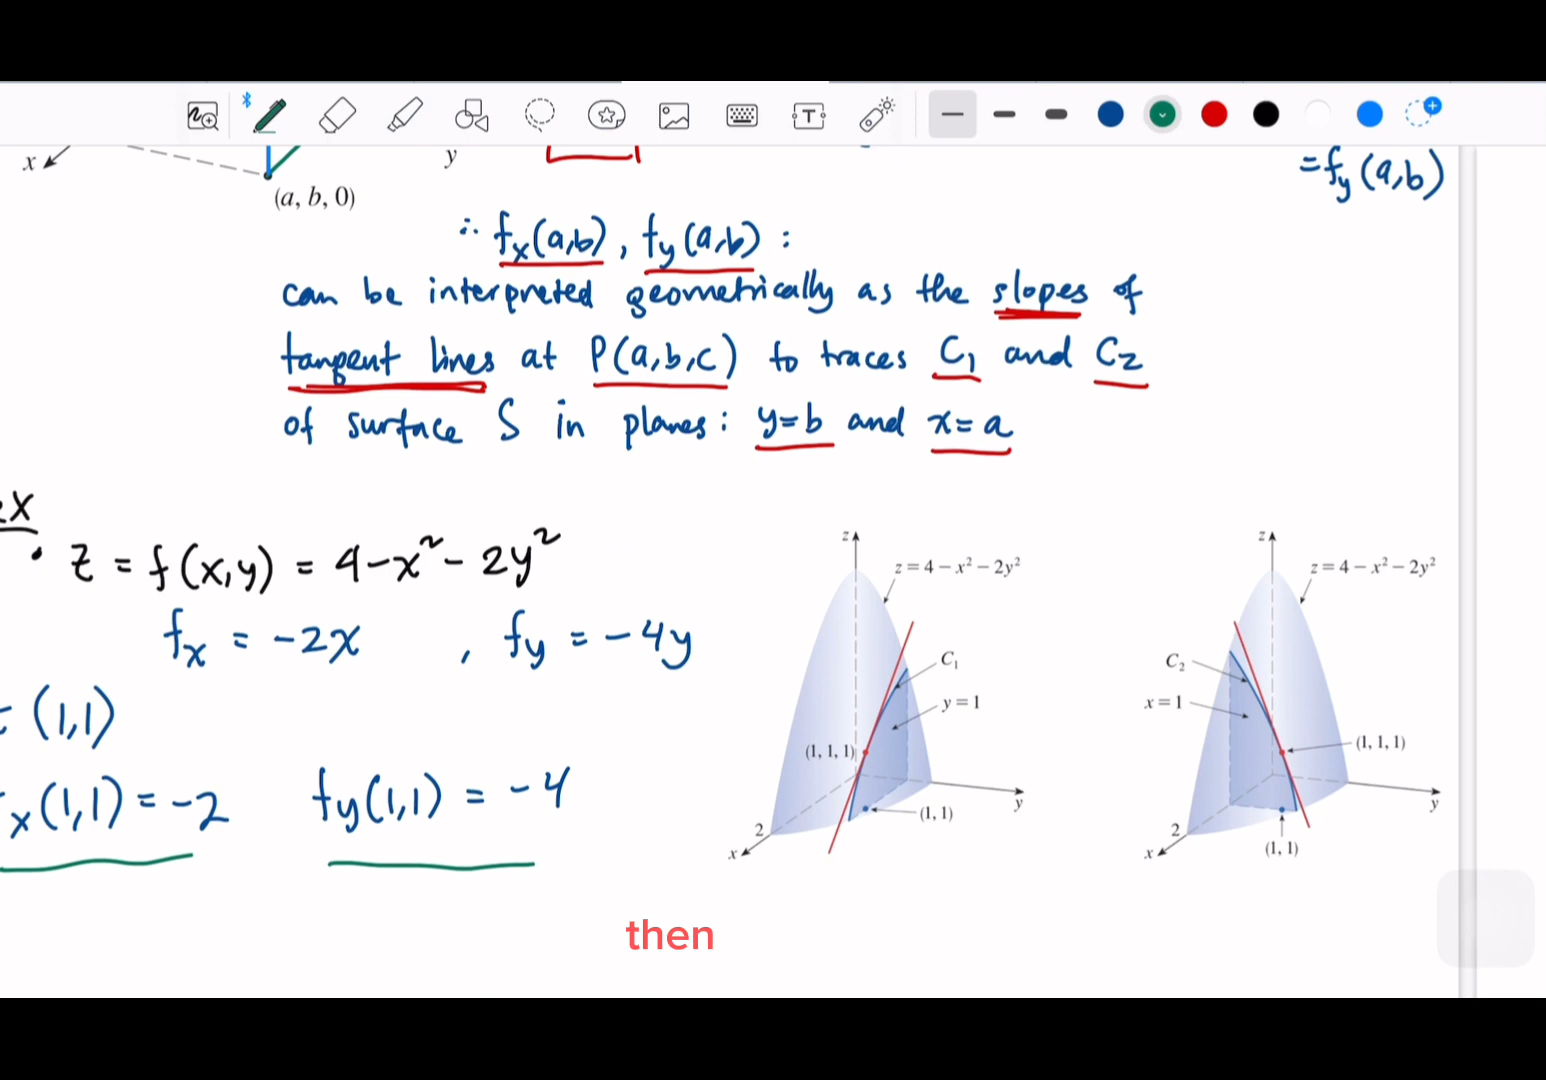 x
y
(a, b, 0)
=fy(a,b)
∴ fx(a,b), fy(a,b) :
can be interpreted geometrically as the slopes of
tangent lines at P(a,b,c) to traces C1 and C2
of surface S in planes: y=b and x=a
ex
• z = f(x,y) = 4-x²-2y²
fx = -2x , fy = -4y
(1,1)
x(1,1) = -2 fy(1,1) = -4
z
z = 4 − x² − 2y²
C₁
y = 1
(1, 1, 1)
(1, 1)
2
x
y
z
z = 4 − x² − 2y²
C₂
x = 1
(1, 1, 1)
2
(1, 1)
x
y
then